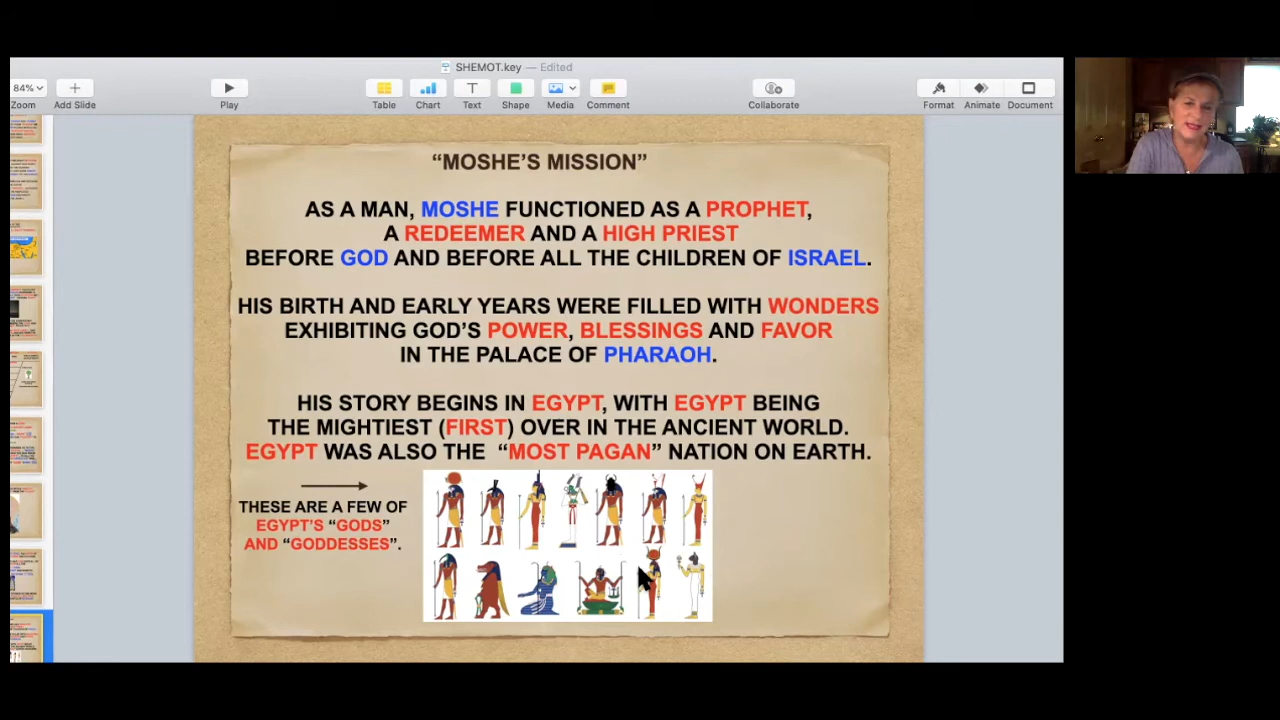 SHEMOT.key — Edited
84%
Zoom
Add Slide
Play
Table
Chart
Text
Shape
Media
Comment
Collaborate
Format
Animate
Document
“MOSHE’S MISSION”
AS A MAN, MOSHE FUNCTIONED AS A PROPHET,
A REDEEMER AND A HIGH PRIEST
BEFORE GOD AND BEFORE ALL THE CHILDREN OF ISRAEL.
HIS BIRTH AND EARLY YEARS WERE FILLED WITH WONDERS
EXHIBITING GOD’S POWER, BLESSINGS AND FAVOR
IN THE PALACE OF PHARAOH.
HIS STORY BEGINS IN EGYPT, WITH EGYPT BEING
THE MIGHTIEST (FIRST) OVER IN THE ANCIENT WORLD.
EGYPT WAS ALSO THE “MOST PAGAN” NATION ON EARTH.
THESE ARE A FEW OF
EGYPT’S “GODS”
AND “GODDESSES”.